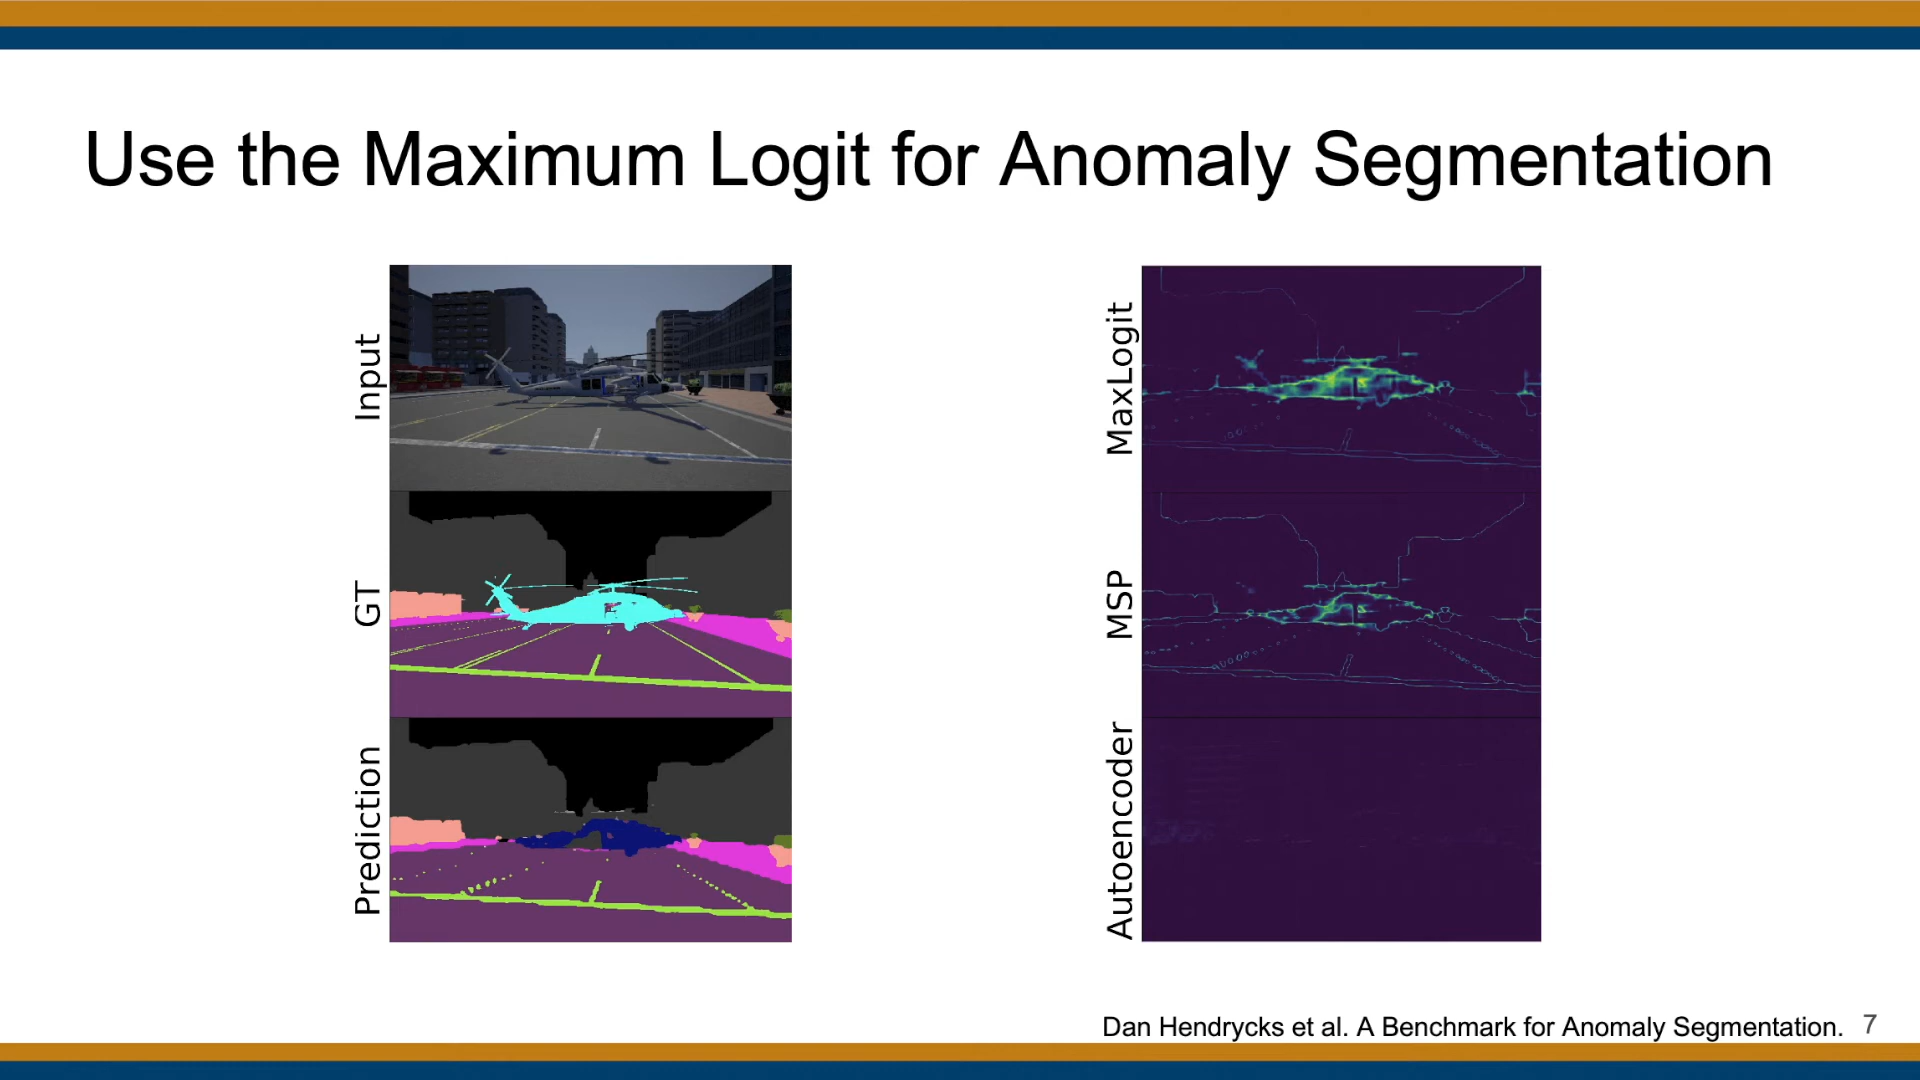 Use the Maximum Logit for Anomaly Segmentation
Input
GT
Prediction
MaxLogit
MSP
Autoencoder
Dan Hendrycks et al. A Benchmark for Anomaly Segmentation. 7